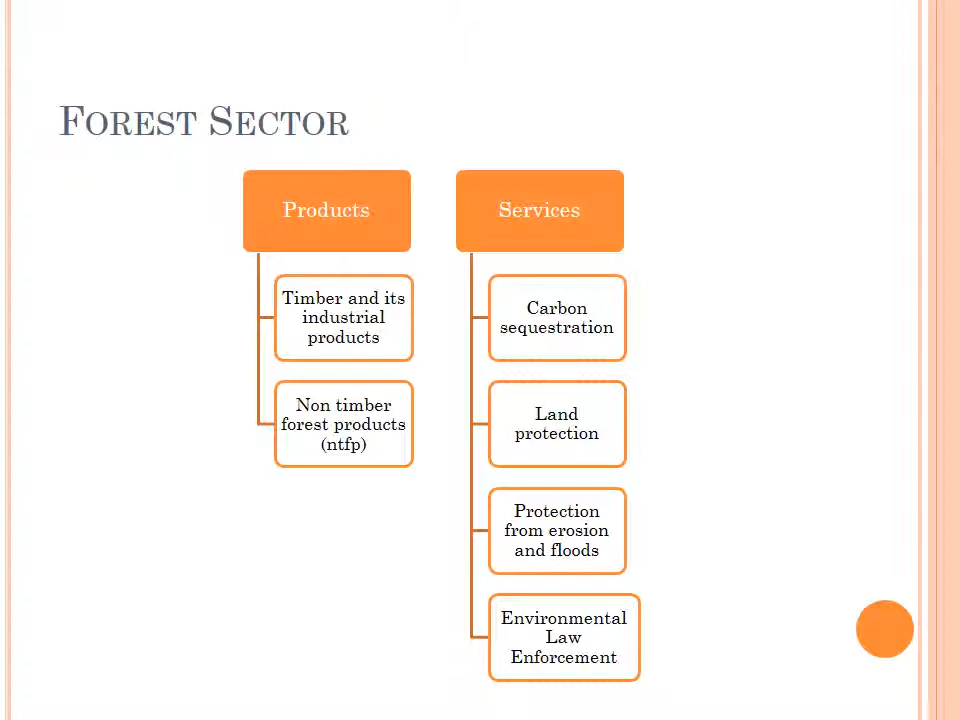 Forest Sector
Products
Timber and its
industrial
products
Non timber
forest products
(ntfp)
Services
Carbon
sequestration
Land
protection
Protection
from erosion
and floods
Environmental
Law
Enforcement